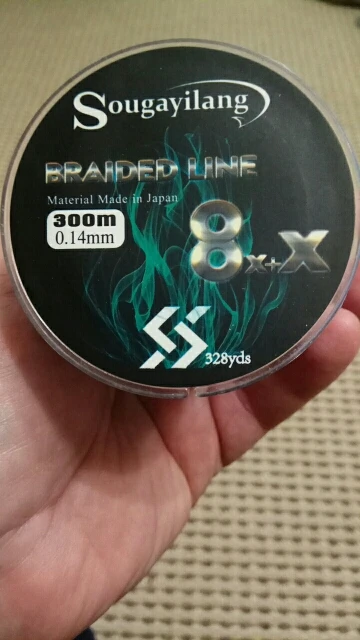 Sougayilang
BRAIDED LINE
Material Made in Japan
300m
0.14mm
8X+X
328yds